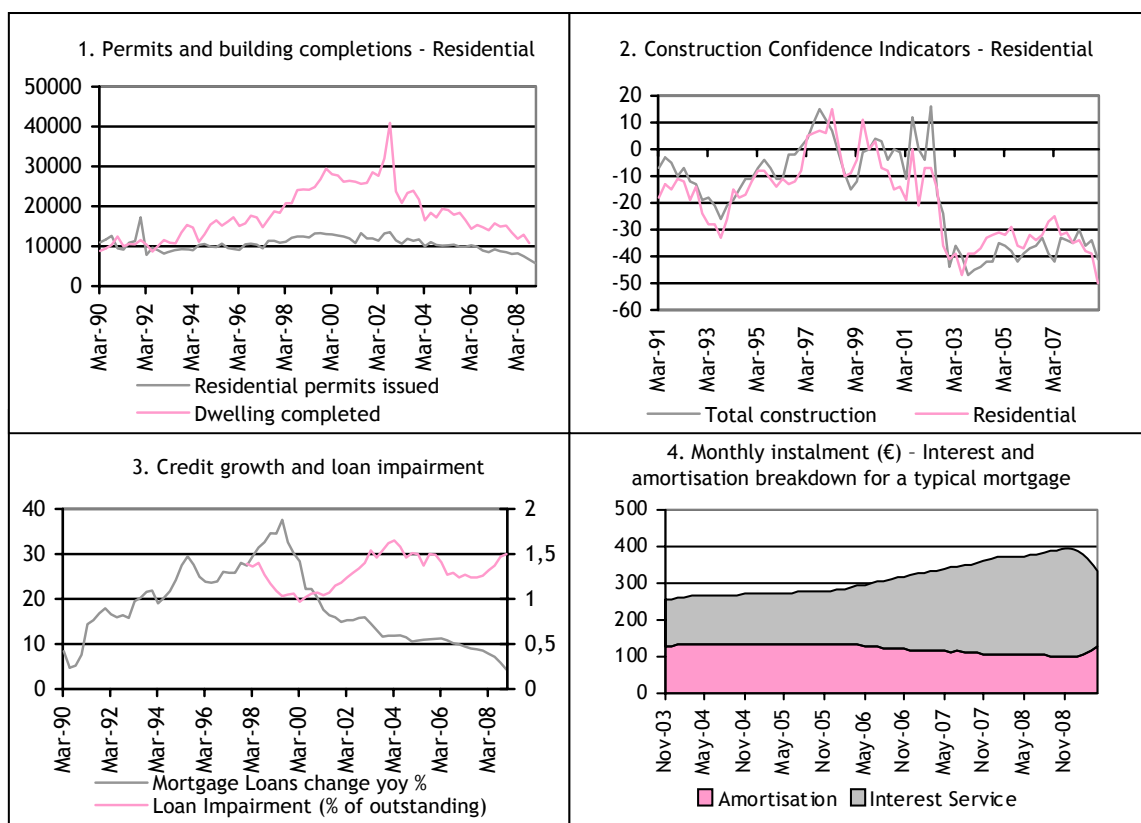 1. Permits and building completions - Residential
50000
40000
30000
20000
10000
0
Mar-90
Mar-92
Mar-94
Mar-96
Mar-98
Mar-00
Mar-02
Mar-04
Mar-06
Mar-08
Residential permits issued
Dwelling completed
2. Construction Confidence Indicators - Residential
20
10
0
-10
-20
-30
-40
-50
-60
Mar-91
Mar-93
Mar-95
Mar-97
Mar-99
Mar-01
Mar-03
Mar-05
Mar-07
Total construction
Residential
3. Credit growth and loan impairment
40
30
20
10
0
2
1,5
1
0,5
0
Mar-90
Mar-92
Mar-94
Mar-96
Mar-98
Mar-00
Mar-02
Mar-04
Mar-06
Mar-08
Mortgage Loans change yoy %
Loan Impairment (% of outstanding)
4. Monthly instalment (€) - Interest and
amortisation breakdown for a typical mortgage
500
400
300
200
100
0
Nov-03
May-04
Nov-04
May-05
Nov-05
May-06
Nov-06
May-07
Nov-07
May-08
Nov-08
Amortisation
Interest Service